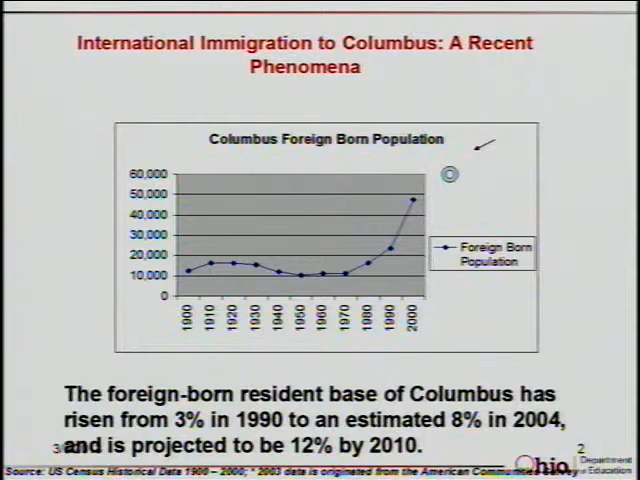 International Immigration to Columbus: A Recent
Phenomena
Columbus Foreign Born Population
60,000
50,000
40,000
30,000
20,000
10,000
0
1900 1910 1920 1930 1940 1950 1960 1970 1980 1990 2000
Foreign Born
Population
The foreign-born resident base of Columbus has
risen from 3% in 1990 to an estimated 8% in 2004,
and is projected to be 12% by 2010.
2
Source: US Census Historical Data 1900 – 2000; * 2003 data is originated from the American Communities Survey
Ohio Department
of Education